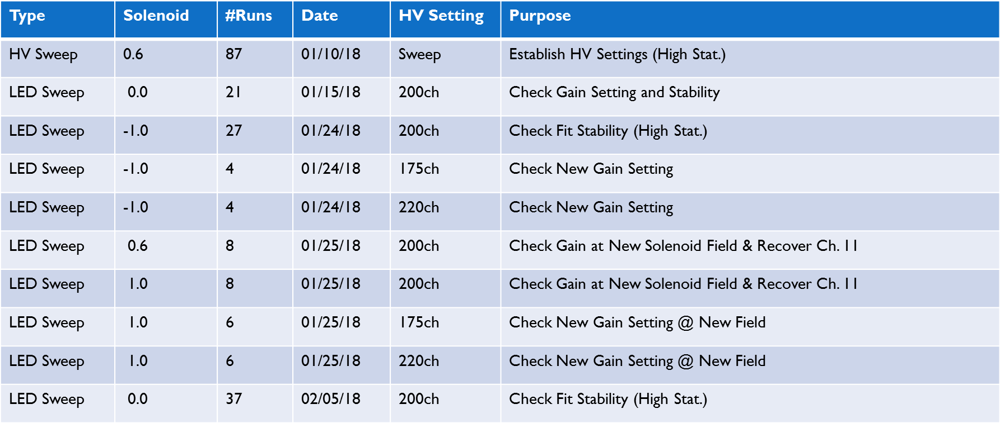 Type Solenoid #Runs Date HV Setting Purpose
HV Sweep 0.6 87 01/10/18 Sweep Establish HV Settings (High Stat.)
LED Sweep 0.0 21 01/15/18 200ch Check Gain Setting and Stability
LED Sweep -1.0 27 01/24/18 200ch Check Fit Stability (High Stat.)
LED Sweep -1.0 4 01/24/18 175ch Check New Gain Setting
LED Sweep -1.0 4 01/24/18 220ch Check New Gain Setting
LED Sweep 0.6 8 01/25/18 200ch Check Gain at New Solenoid Field & Recover Ch. 11
LED Sweep 1.0 8 01/25/18 200ch Check Gain at New Solenoid Field & Recover Ch. 11
LED Sweep 1.0 6 01/25/18 175ch Check New Gain Setting @ New Field
LED Sweep 1.0 6 01/25/18 220ch Check New Gain Setting @ New Field
LED Sweep 0.0 37 02/05/18 200ch Check Fit Stability (High Stat.)